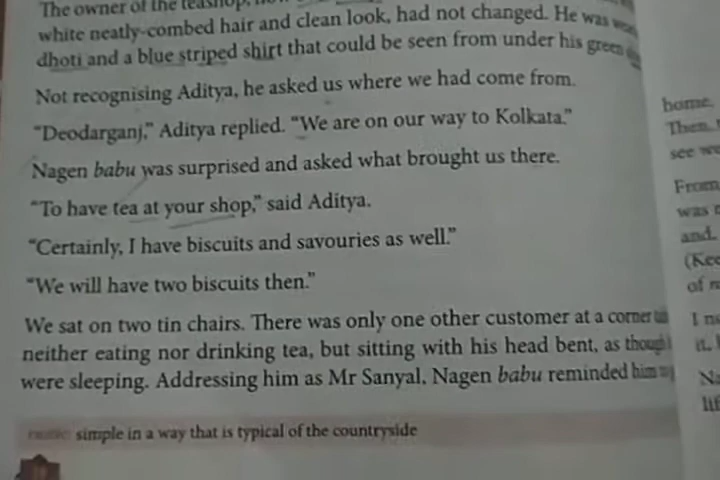 The owner of the teashop,
white neatly-combed hair and clean look, had not changed. He was
dhoti and a blue striped shirt that could be seen from under his green
Not recognising Aditya, he asked us where we had come from.
“Deodarganj,” Aditya replied. “We are on our way to Kolkata.”
Nagen babu was surprised and asked what brought us there.
“To have tea at your shop,” said Aditya.
“Certainly, I have biscuits and savouries as well.”
“We will have two biscuits then.”
We sat on two tin chairs. There was only one other customer at a corner
neither eating nor drinking tea, but sitting with his head bent, as though
were sleeping. Addressing him as Mr Sanyal, Nagen babu reminded him
simple in a way that is typical of the countryside
home.
Then,
see we
From
was
and.
(Kee
of
I
it.
Na
lif